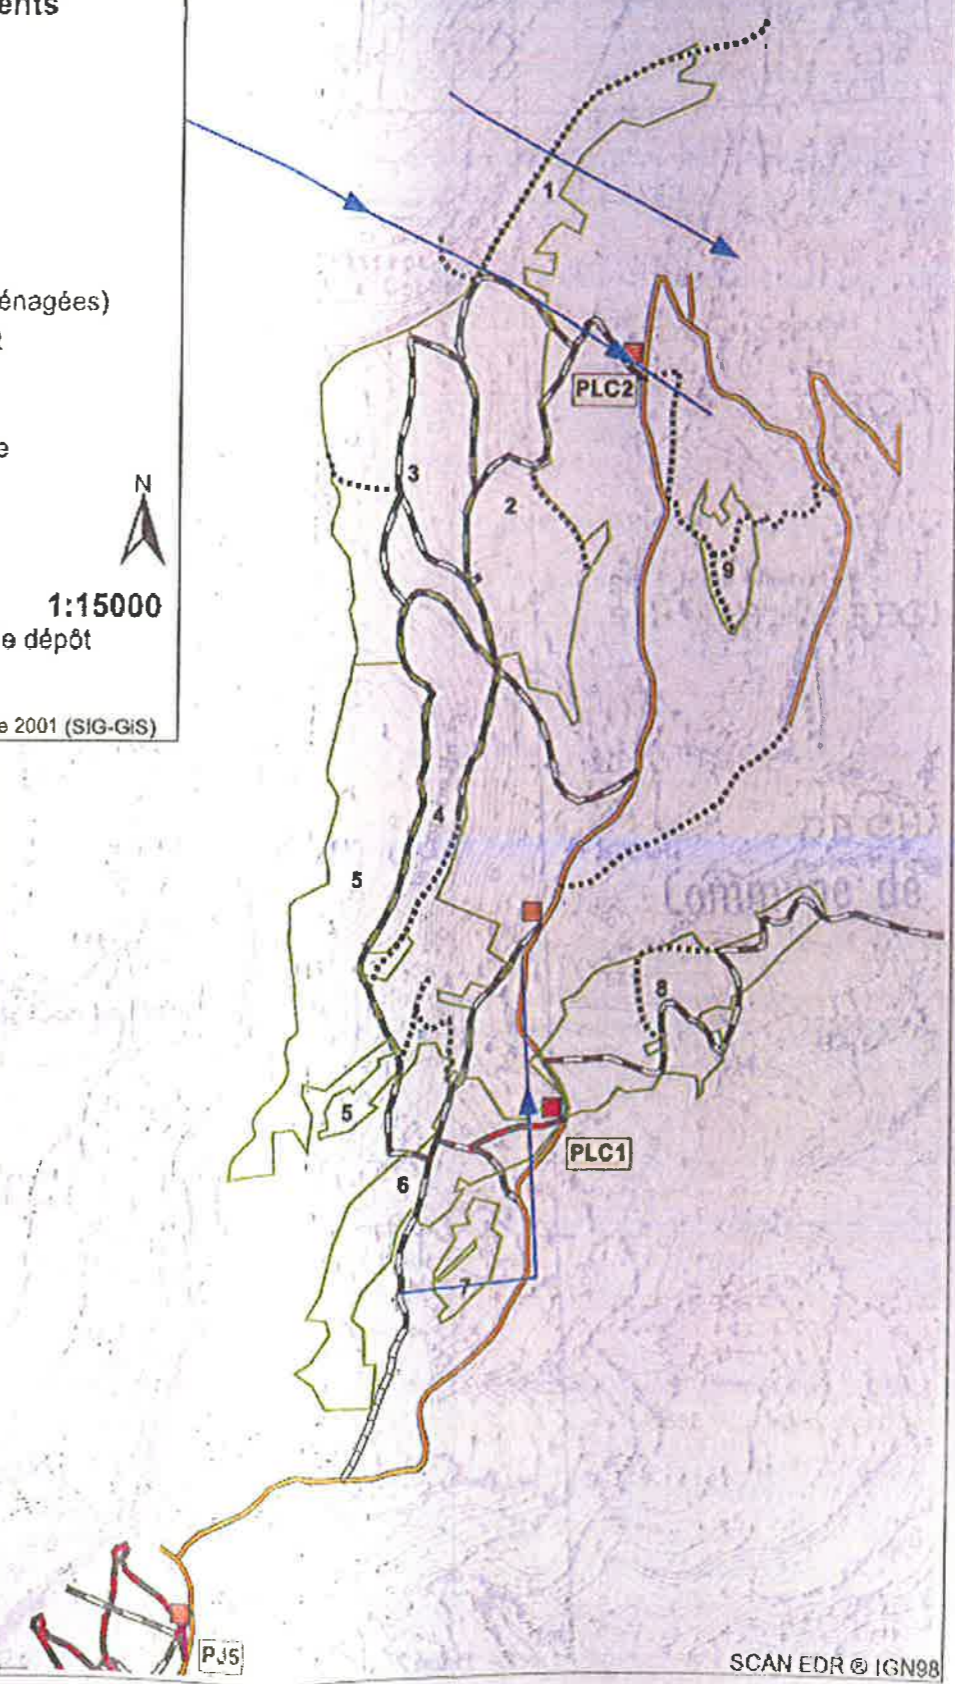 ents
énagées)
e
N
1:15000
e dépôt
e 2001 (SIG-GIS)
1
PLC2
3
2
9
4
5
Commune de
8
5
PLC1
6
7
PJ5
SCAN EDR ® IGN98